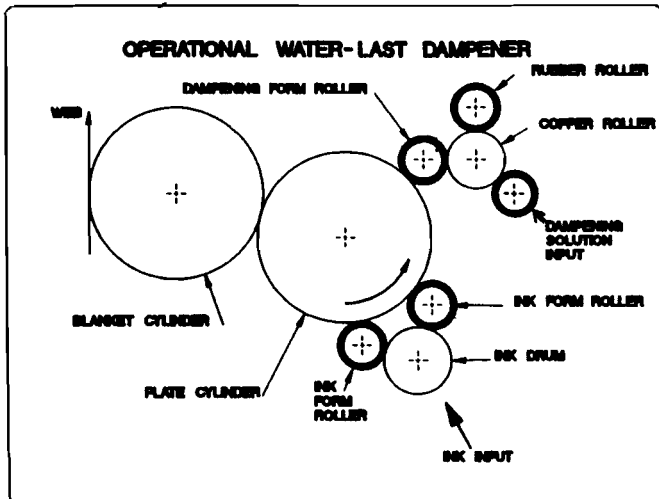 OPERATIONAL WATER-LAST DAMPENER
RUBBER ROLLER
DAMPENING FORM ROLLER
WEB
COPPER ROLLER
DAMPENING
SOLUTION
INPUT
INK FORM ROLLER
BLANKET CYLINDER
INK DRUM
PLATE CYLINDER
INK
FORM
ROLLER
INK INPUT